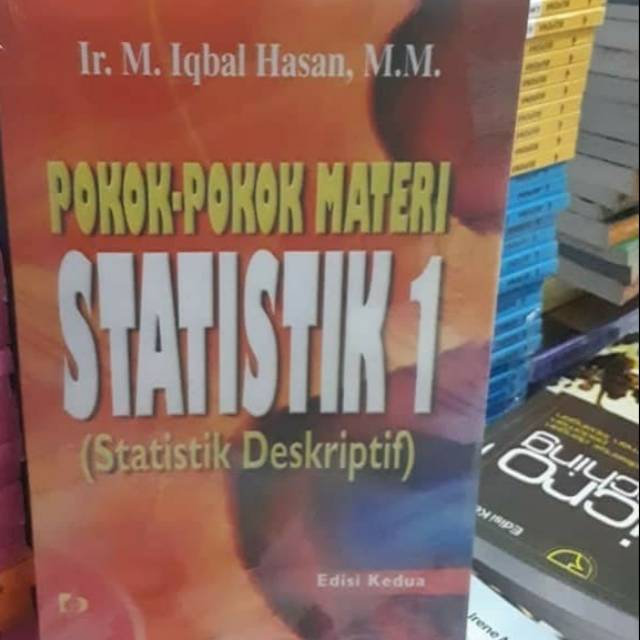 Ir. M. Iqbal Hasan, M.M.
POKOK-POKOK MATERI
STATISTIK 1
(Statistik Deskriptif)
Edisi Kedua